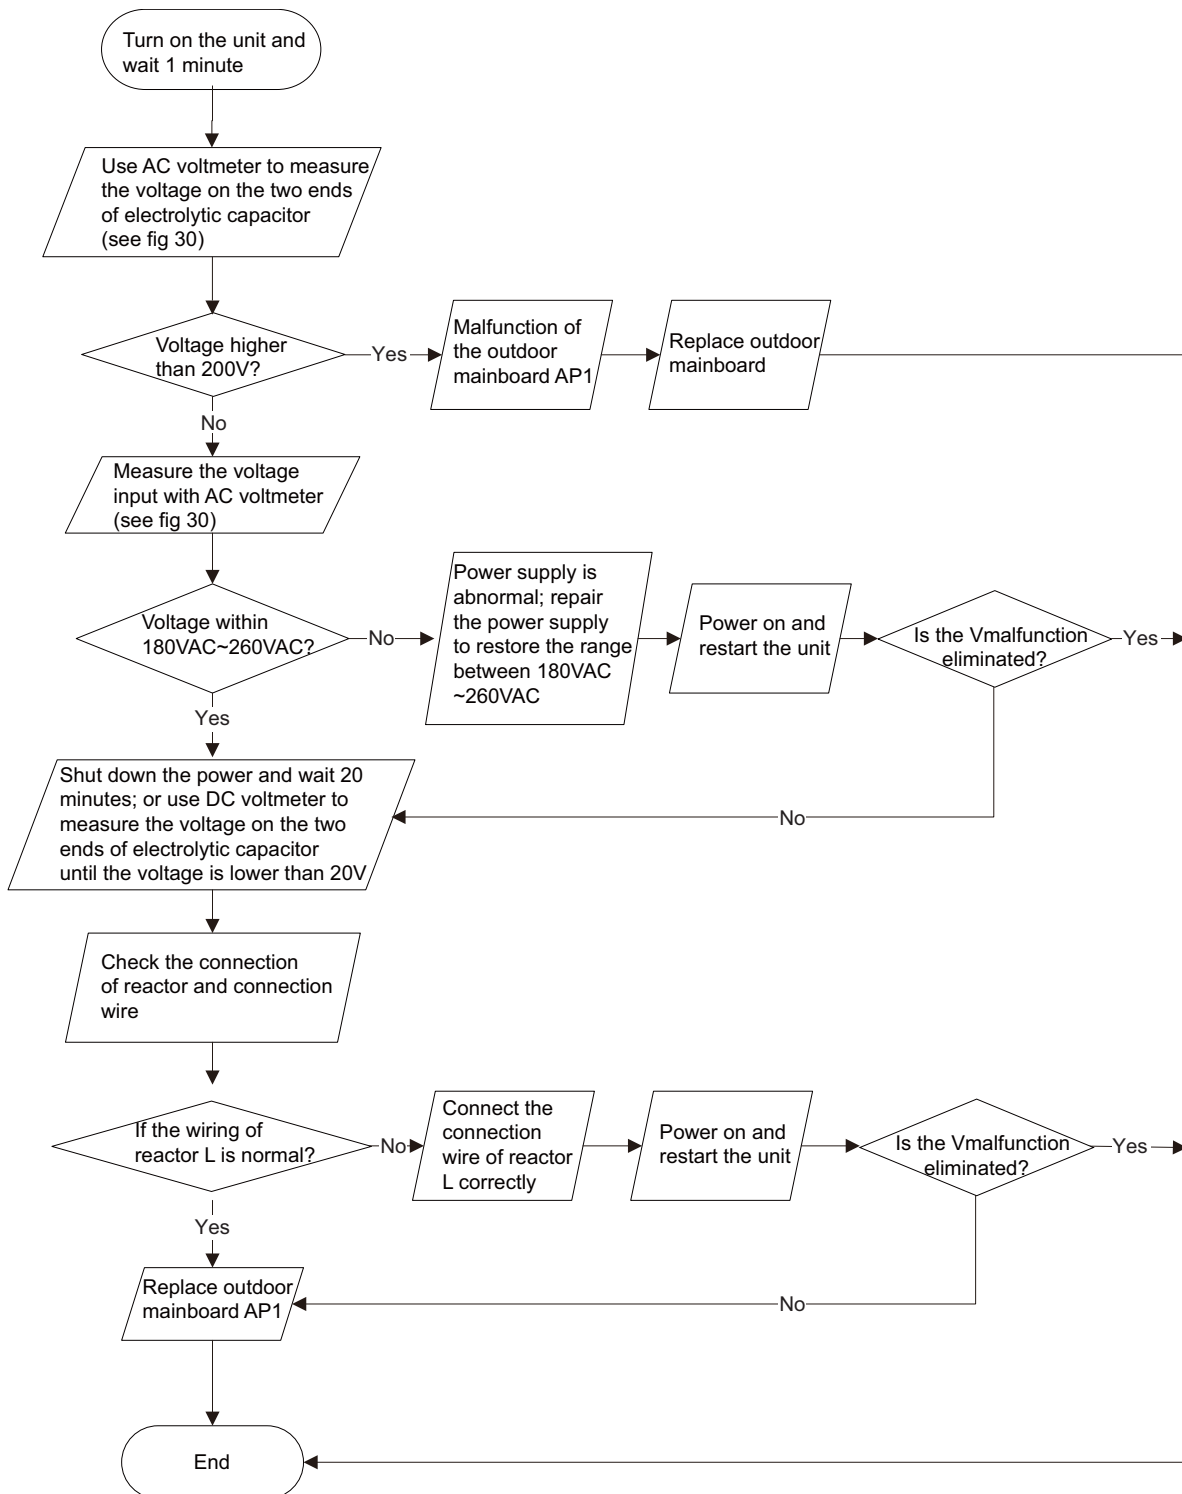 Turn on the unit and
wait 1 minute
Use AC voltmeter to measure
the voltage on the two ends
of electrolytic capacitor
(see fig 30)
Voltage higher
than 200V?
Yes
Malfunction of
the outdoor
mainboard AP1
Replace outdoor
mainboard
No
Measure the voltage
input with AC voltmeter
(see fig 30)
Voltage within
180VAC~260VAC?
No
Power supply is
abnormal; repair
the power supply
to restore the range
between 180VAC
~260VAC
Power on and
restart the unit
Is the Vmalfunction
eliminated?
Yes
Yes
No
Shut down the power and wait 20
minutes; or use DC voltmeter to
measure the voltage on the two
ends of electrolytic capacitor
until the voltage is lower than 20V
Check the connection
of reactor and connection
wire
If the wiring of
reactor L is normal?
No
Connect the
connection
wire of reactor
L correctly
Power on and
restart the unit
Is the Vmalfunction
eliminated?
Yes
Yes
No
Replace outdoor
mainboard AP1
End